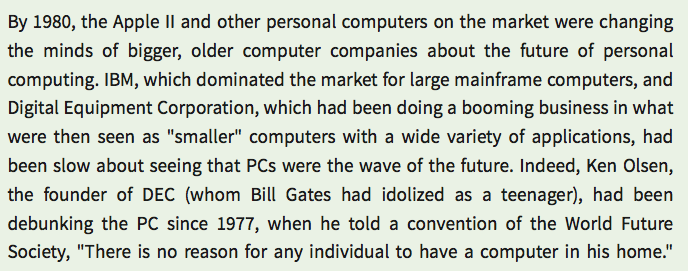 By 1980, the Apple II and other personal computers on the market were changing
the minds of bigger, older computer companies about the future of personal
computing. IBM, which dominated the market for large mainframe computers, and
Digital Equipment Corporation, which had been doing a booming business in what
were then seen as "smaller" computers with a wide variety of applications, had
been slow about seeing that PCs were the wave of the future. Indeed, Ken Olsen,
the founder of DEC (whom Bill Gates had idolized as a teenager), had been
debunking the PC since 1977, when he told a convention of the World Future
Society, "There is no reason for any individual to have a computer in his home."